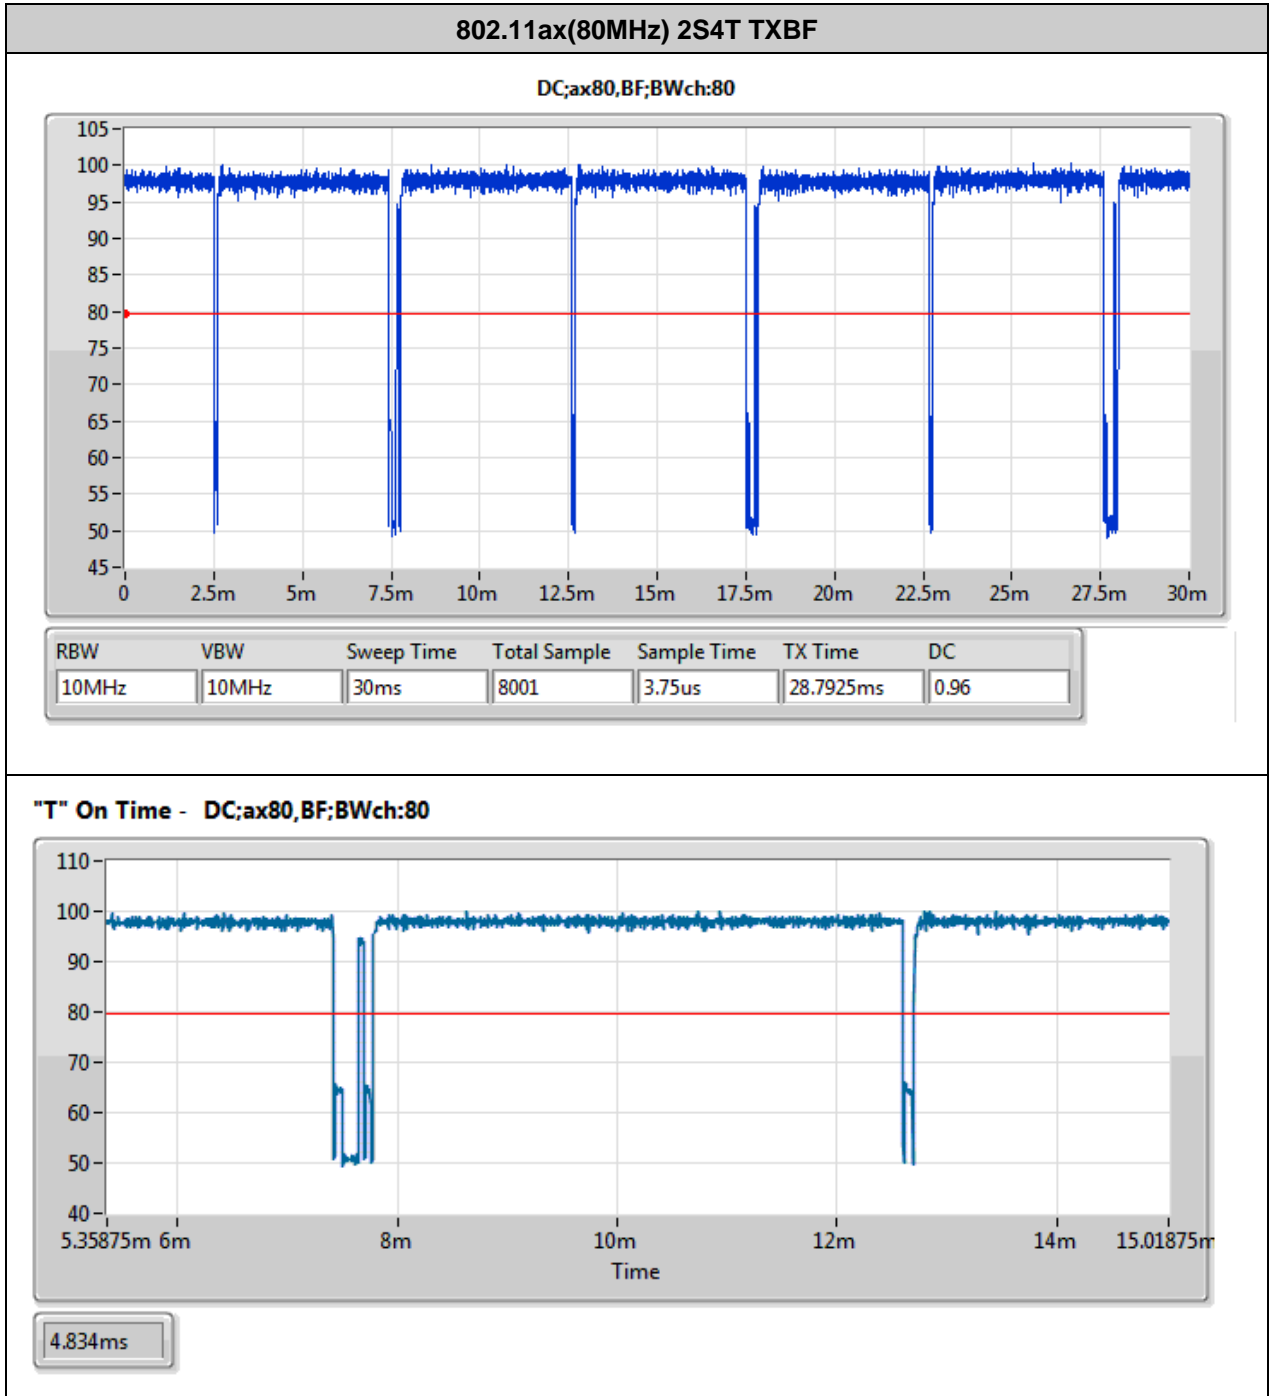 802.11ax(80MHz) 2S4T TXBF
DC;ax80,BF;BWch:80
105
100
95
90
85
80
75
70
65
60
55
50
45
0 2.5m 5m 7.5m 10m 12.5m 15m 17.5m 20m 22.5m 25m 27.5m 30m
RBW VBW Sweep Time Total Sample Sample Time TX Time DC
10MHz 10MHz 30ms 8001 3.75us 28.7925ms 0.96
"T" On Time - DC;ax80,BF;BWch:80
110
100
90
80
70
60
50
40
5.35875m 6m 8m 10m 12m 14m 15.01875m
Time
4.834ms